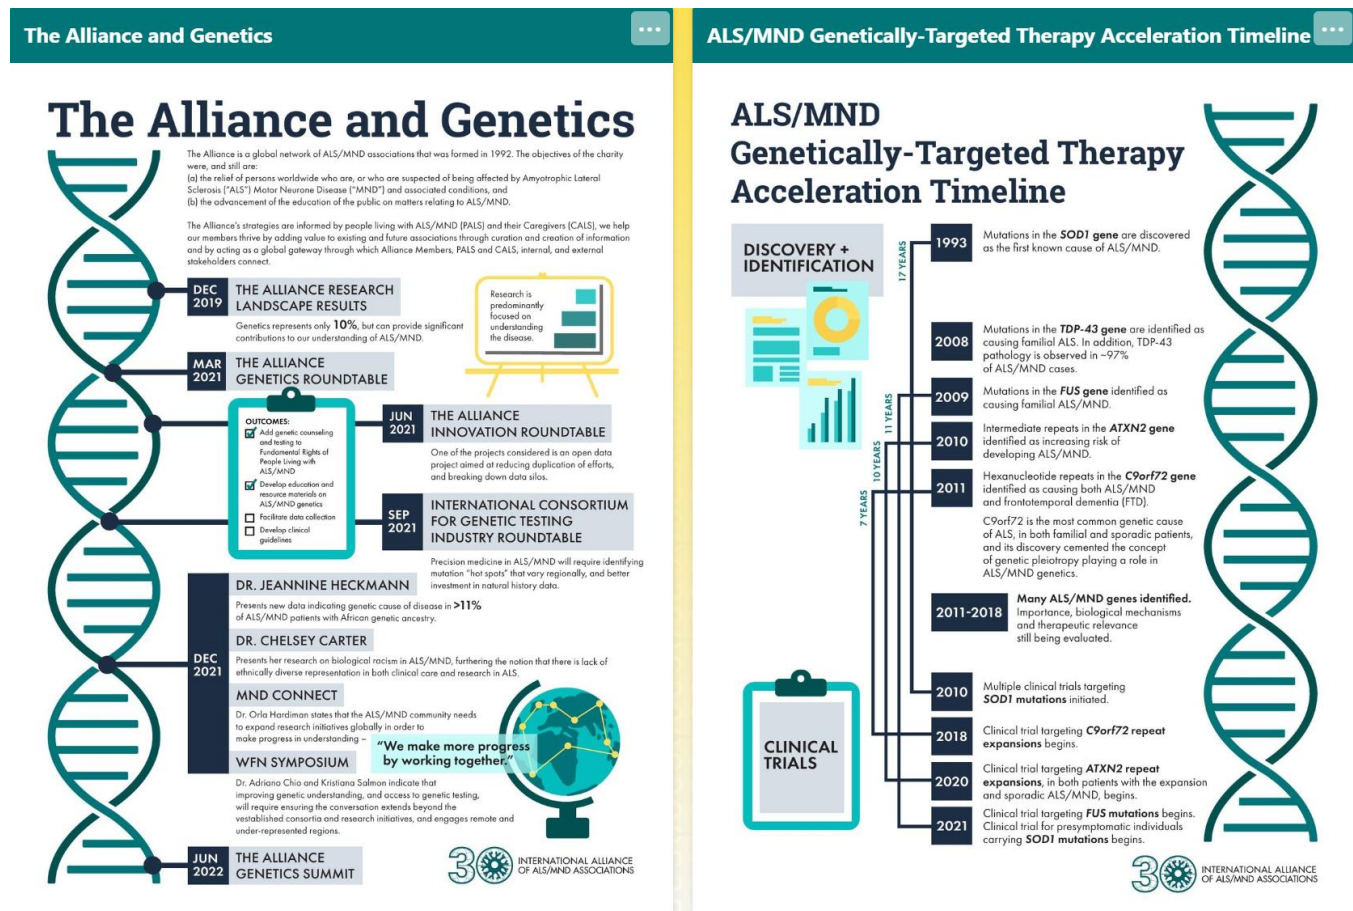 The Alliance and Genetics
The Alliance and Genetics
The Alliance is a global network of ALS/MND associations that was formed in 1992. The objectives of the charity
were, and still are:
(a) the relief of persons worldwide who are, or who are suspected of being affected by Amyotrophic Lateral
Sclerosis ("ALS") Motor Neurone Disease ("MND") and associated conditions, and
(b) the advancement of the education of the public on matters relating to ALS/MND.
The Alliance's strategies are informed by people living with ALS/MND (PALS) and their Caregivers (CALS), we help
our members thrive by adding value to existing and future associations through curation and creation of information
and by acting as a global gateway through which Alliance Members, PALS and CALS, internal, and external
stakeholders connect.
DEC
2019
THE ALLIANCE RESEARCH
LANDSCAPE RESULTS
Genetics represents only 10%, but can provide significant
contributions to our understanding of ALS/MND.
Research is
predominantly
focused on
understanding
the disease.
MAR
2021
THE ALLIANCE
GENETICS ROUNDTABLE
OUTCOMES:
Add genetic counseling
and testing to
Fundamental Rights of
People Living with
ALS/MND
Develop education and
resource materials on
ALS/MND genetics
Facilitate data collection
Develop clinical
guidelines
JUN
2021
THE ALLIANCE
INNOVATION ROUNDTABLE
One of the projects considered is an open data
project aimed at reducing duplication of efforts,
and breaking down data silos.
SEP
2021
INTERNATIONAL CONSORTIUM
FOR GENETIC TESTING
INDUSTRY ROUNDTABLE
Precision medicine in ALS/MND will require identifying
mutation "hot spots" that vary regionally, and better
investment in natural history data.
DEC
2021
DR. JEANNINE HECKMANN
Presents new data indicating genetic cause of disease in >11%
of ALS/MND patients with African genetic ancestry.
DR. CHELSEY CARTER
Presents her research on biological racism in ALS/MND, furthering the notion that there is lack of
ethnically diverse representation in both clinical care and research in ALS.
MND CONNECT
Dr. Orla Hardiman states that the ALS/MND community needs
to expand research initiatives globally in order to
make progress in understanding –
"We make more progress
by working together."
WFN SYMPOSIUM
Dr. Adriano Chio and Kristiana Salmon indicate that
improving genetic understanding, and access to genetic testing,
will require ensuring the conversation extends beyond the
vestablished consortia and research initiatives, and engages remote and
under-represented regions.
JUN
2022
THE ALLIANCE
GENETICS SUMMIT
30
INTERNATIONAL ALLIANCE
OF ALS/MND ASSOCIATIONS
ALS/MND Genetically-Targeted Therapy Acceleration Timeline
ALS/MND
Genetically-Targeted Therapy
Acceleration Timeline
DISCOVERY +
IDENTIFICATION
17 YEARS
11 YEARS
10 YEARS
7 YEARS
1993
Mutations in the SOD1 gene are discovered
as the first known cause of ALS/MND.
2008
Mutations in the TDP-43 gene are identified as
causing familial ALS. In addition, TDP-43
pathology is observed in ~97%
of ALS/MND cases.
2009
Mutations in the FUS gene identified as
causing familial ALS/MND.
2010
Intermediate repeats in the ATXN2 gene
identified as increasing risk of
developing ALS/MND.
2011
Hexanucleotide repeats in the C9orf72 gene
identified as causing both ALS/MND
and frontotemporal dementia (FTD).
C9orf72 is the most common genetic cause
of ALS, in both familial and sporadic patients,
and its discovery cemented the concept
of genetic pleiotropy playing a role in
ALS/MND genetics.
2011-2018
Many ALS/MND genes identified.
Importance, biological mechanisms
and therapeutic relevance
still being evaluated.
CLINICAL
TRIALS
2010
Multiple clinical trials targeting
SOD1 mutations initiated.
2018
Clinical trial targeting C9orf72 repeat
expansions begins.
2020
Clinical trial targeting ATXN2 repeat
expansions, in both patients with the expansion
and sporadic ALS/MND, begins.
2021
Clinical trial targeting FUS mutations begins.
Clinical trial for presymptomatic individuals
carrying SOD1 mutations begins.
30
INTERNATIONAL ALLIANCE
OF ALS/MND ASSOCIATIONS